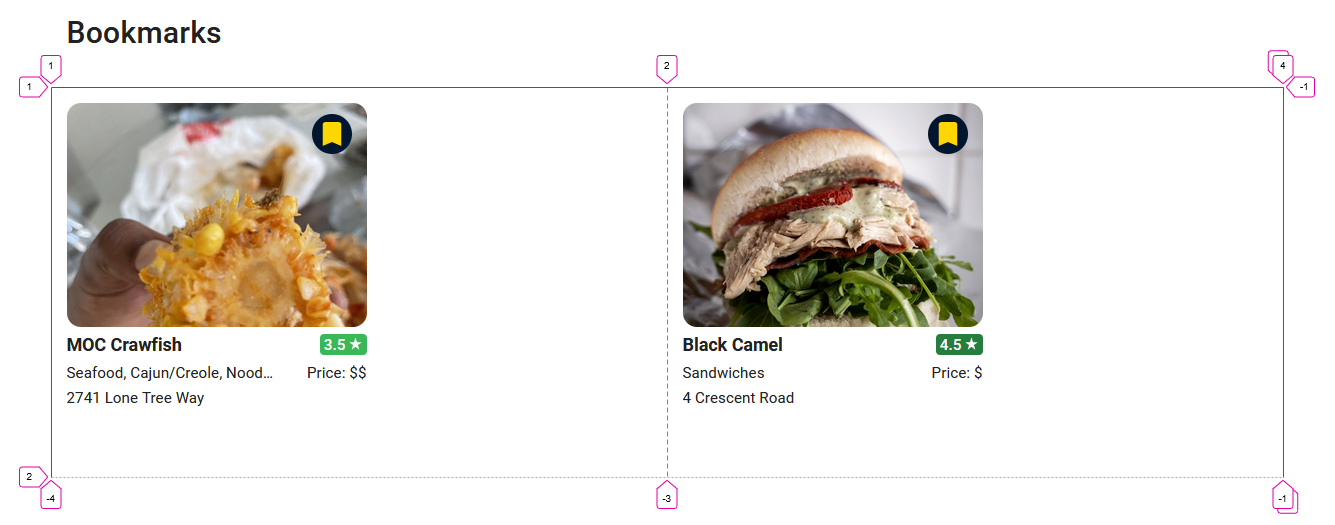 Bookmarks
1 2 4
1 -1
MOC Crawfish 3.5 ★
Seafood, Cajun/Creole, Nood... Price: $$
2741 Lone Tree Way
Black Camel 4.5 ★
Sandwiches Price: $
4 Crescent Road
2
-4 -3 -1